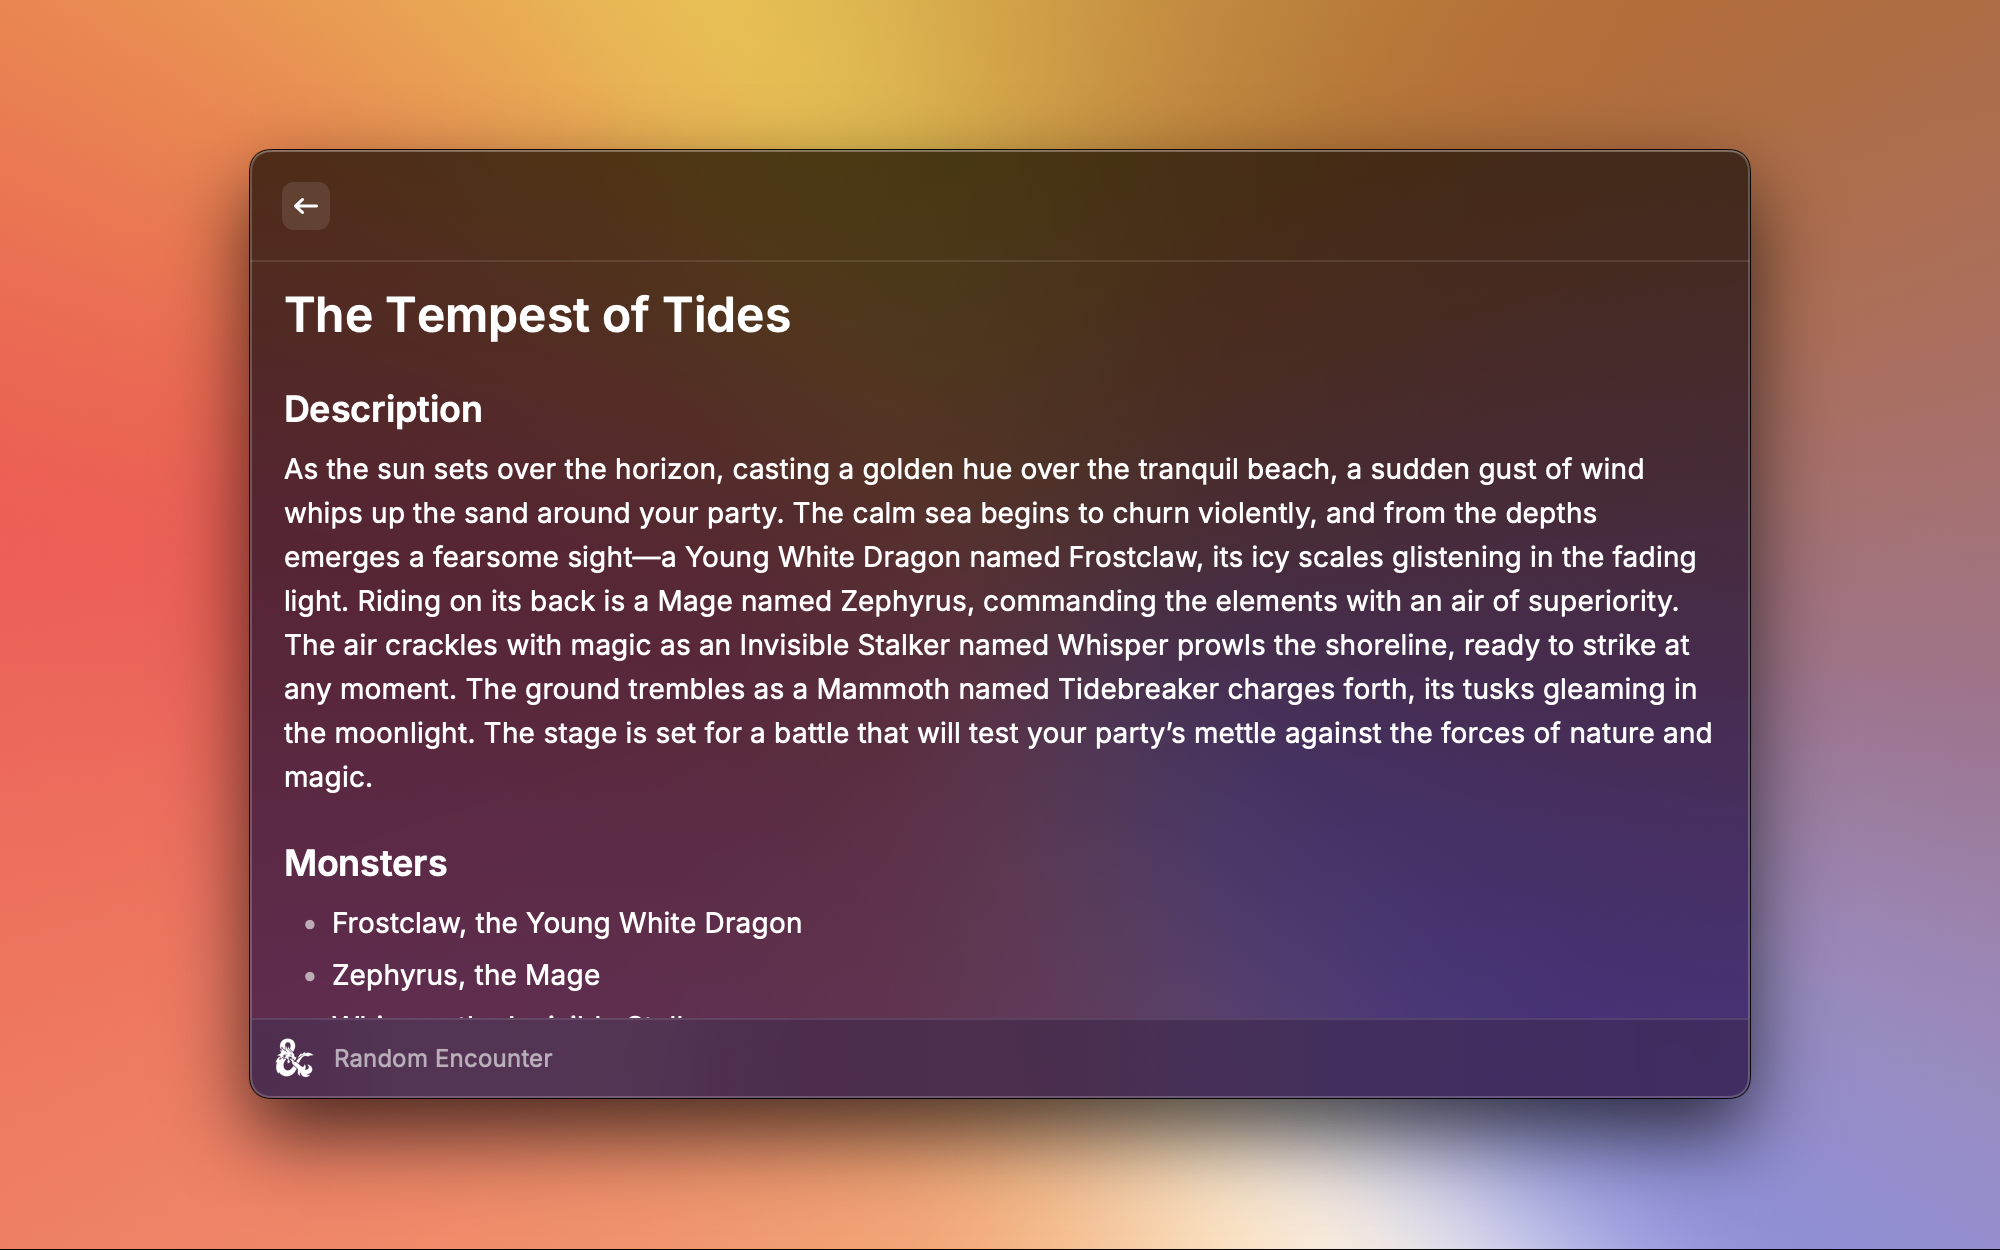 The Tempest of Tides
Description
As the sun sets over the horizon, casting a golden hue over the tranquil beach, a sudden gust of wind
whips up the sand around your party. The calm sea begins to churn violently, and from the depths
emerges a fearsome sight—a Young White Dragon named Frostclaw, its icy scales glistening in the fading
light. Riding on its back is a Mage named Zephyrus, commanding the elements with an air of superiority.
The air crackles with magic as an Invisible Stalker named Whisper prowls the shoreline, ready to strike at
any moment. The ground trembles as a Mammoth named Tidebreaker charges forth, its tusks gleaming in
the moonlight. The stage is set for a battle that will test your party’s mettle against the forces of nature and
magic.
Monsters
Frostclaw, the Young White Dragon
Zephyrus, the Mage
Random Encounter